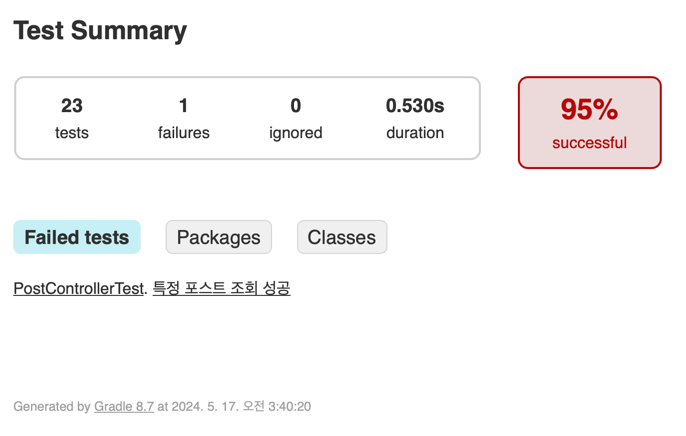 Test Summary
23 1 0 0.530s
tests failures ignored duration
95%
successful
Failed tests Packages Classes
PostControllerTest. 특정 포스트 조회 성공
Generated by Gradle 8.7 at 2024. 5. 17. 오전 3:40:20